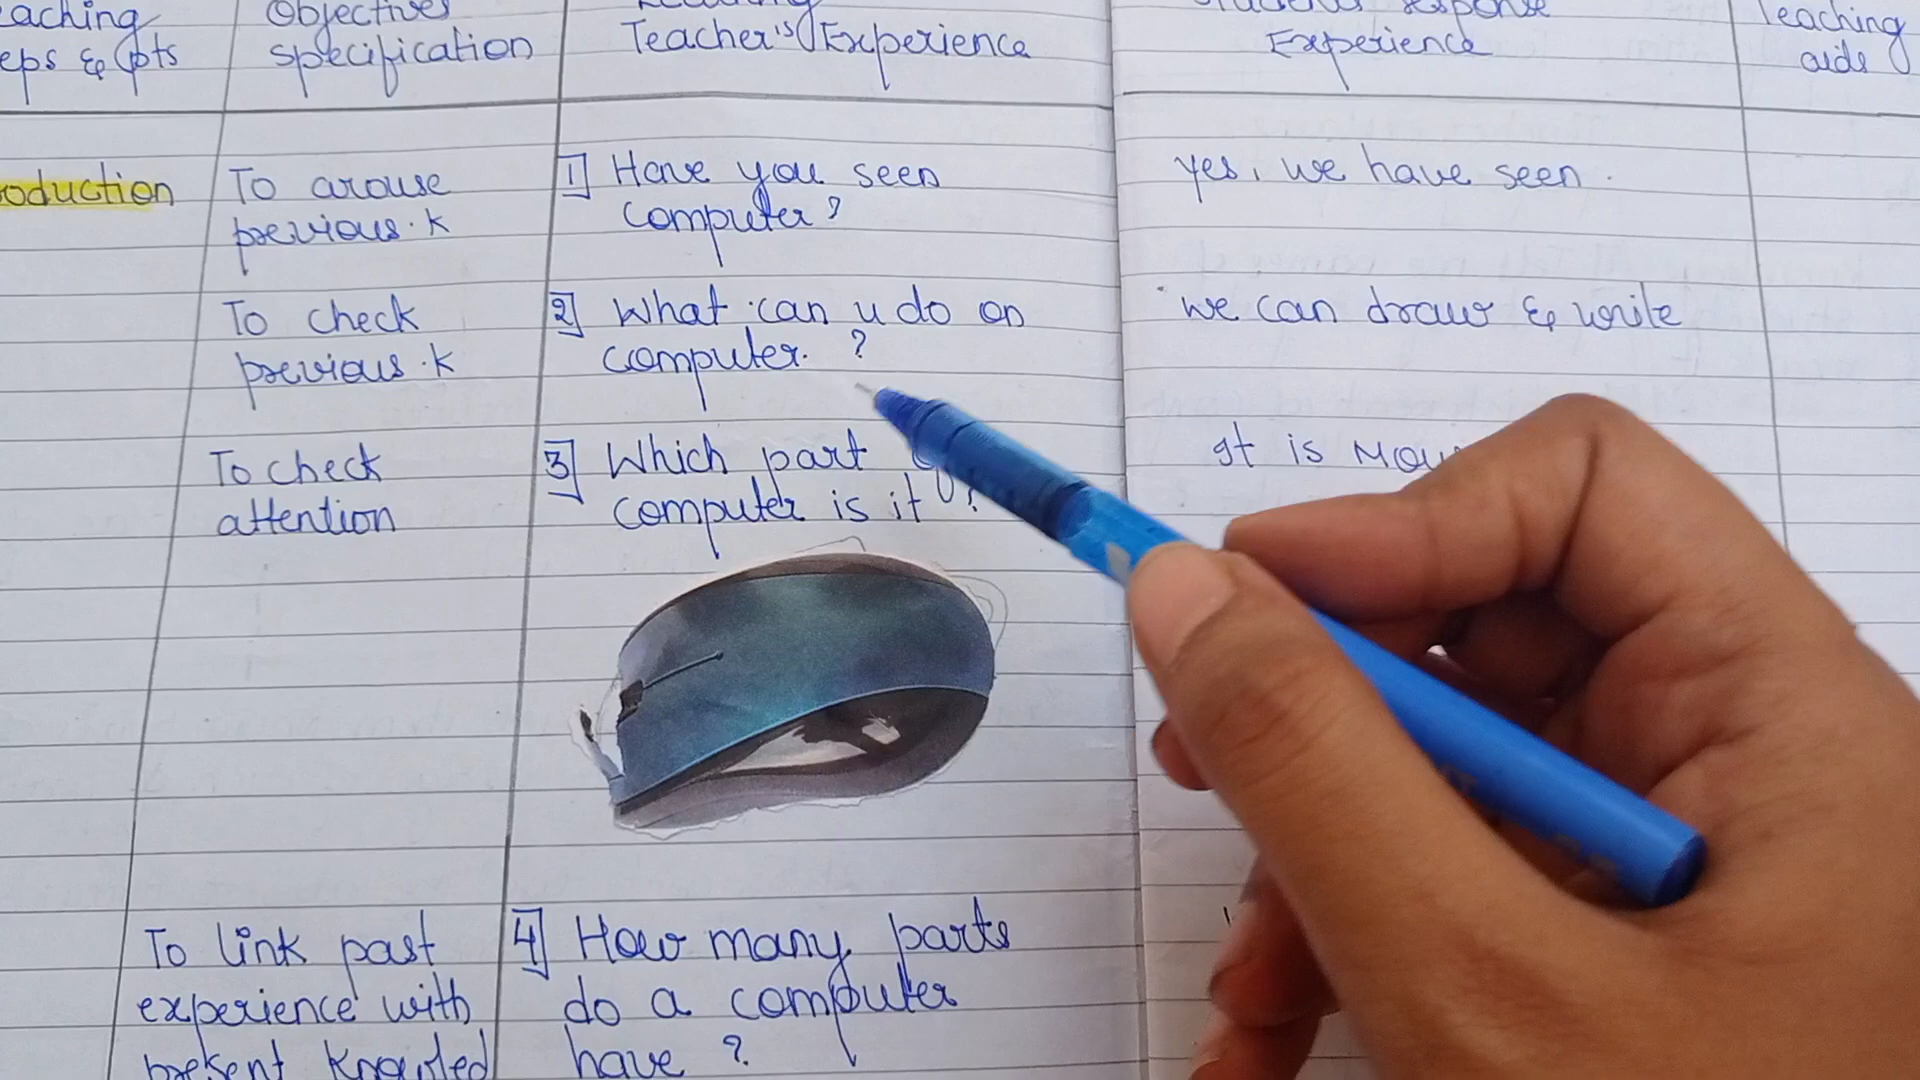 eaching
eps & pts
Objectives
specification
Teacher's Experience
Experience
Teaching
aids
oduction
To arouse
previous.k
1] Have you seen
computer?
yes, we have seen.
To check
previous.k
2] What can u do on
computer. ?
we can draw & write
To check
attention
3] Which part
computer is it ?
It is Mou
To link past
experience with
present knowled
4] How many parts
do a computer
have ?